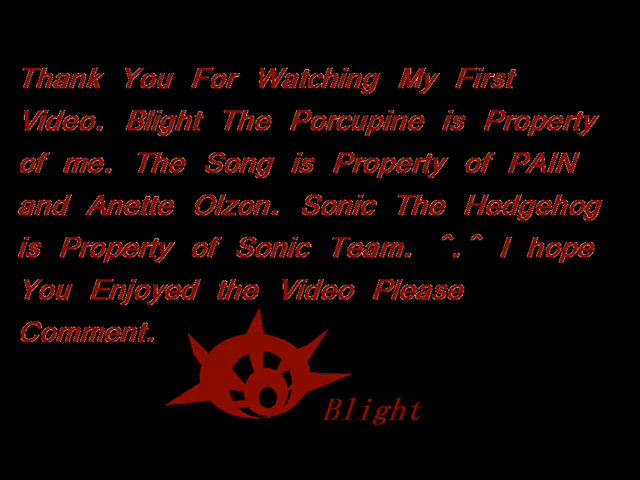 Thank You For Watching My First
Video. Blight The Porcupine is Property
of me. The Song is Property of PAIN
and Anette Olzon. Sonic The Hedgehog
is Property of Sonic Team. ^.^ I hope
You Enjoyed the Video Please
Comment.
Blight